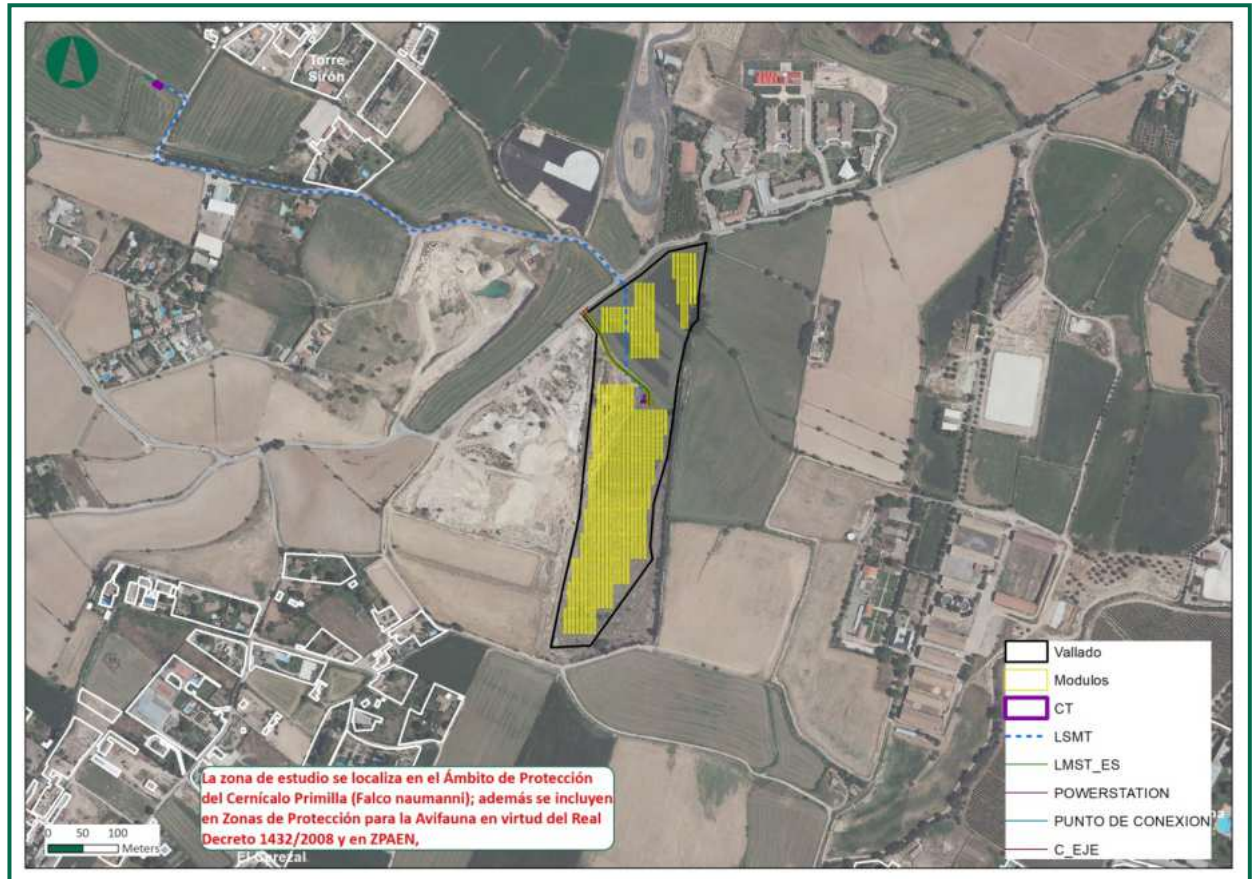 Torre
Sirón
La zona de estudio se localiza en el Ámbito de Protección
del Cernícalo Primilla (Falco naumanni); además se incluyen
en Zonas de Protección para la Avifauna en virtud del Real
Decreto 1432/2008 y en ZPAEN,
0 50 100
Meters
Vallado
Modulos
CT
LSMT
LMST_ES
POWERSTATION
PUNTO DE CONEXION
C_EJE